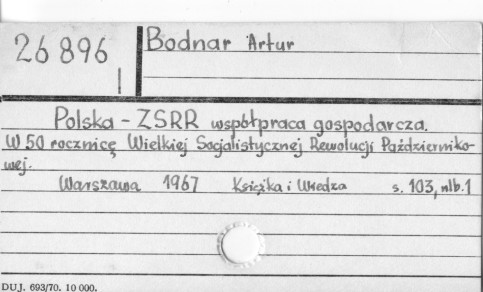 26 896
Bodnar Artur
Polska - ZSRR współpraca gospodarcza.
W 50 rocznicę Wielkiej Socjalistycznej Rewolucji Październiko-
wej.
Warszawa 1967 Książka i Wiedza s. 103, nlb. 1
DUJ. 693/70. 10 000.